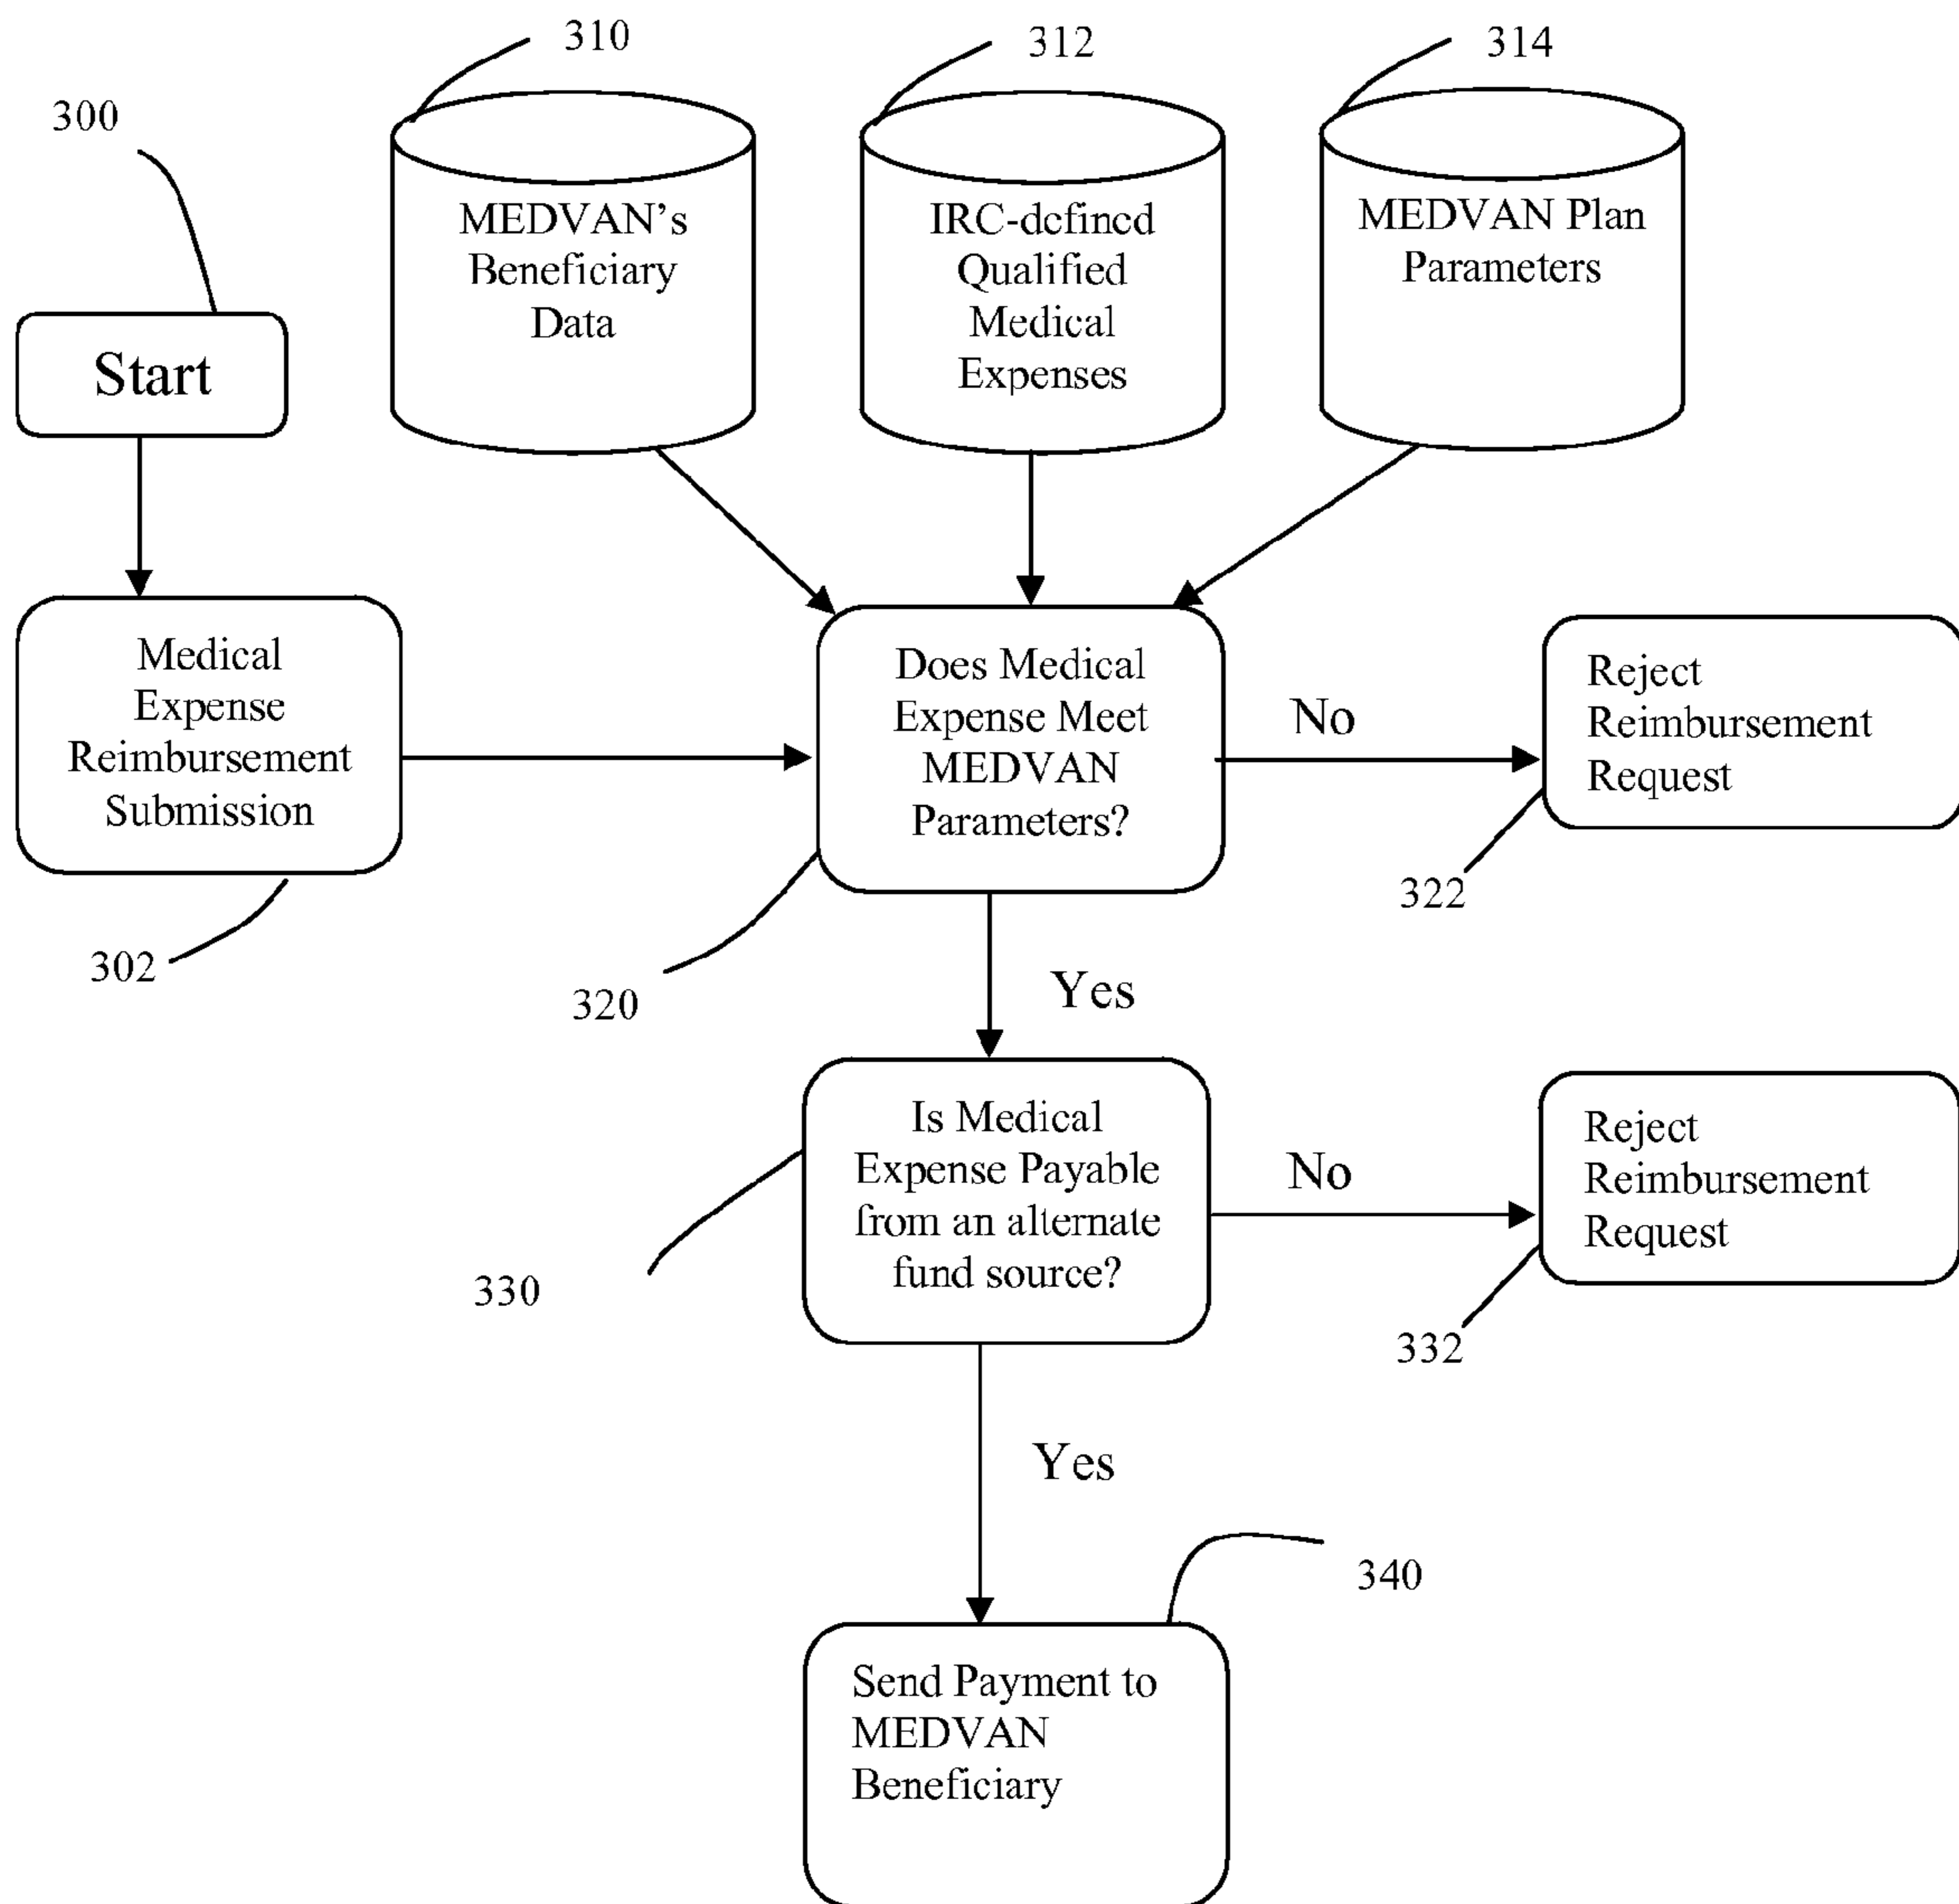 310
312
314
300
MEDVAN's
Beneficiary
Data
IRC-defined
Qualified
Medical
Expenses
MEDVAN Plan
Parameters
Start
Medical
Expense
Reimbursement
Submission
Does Medical
Expense Meet
MEDVAN
Parameters?
No
Reject
Reimbursement
Request
322
302
320
Yes
Is Medical
Expense Payable
from an alternate
fund source?
No
Reject
Reimbursement
Request
330
332
Yes
340
Send Payment to
MEDVAN
Beneficiary